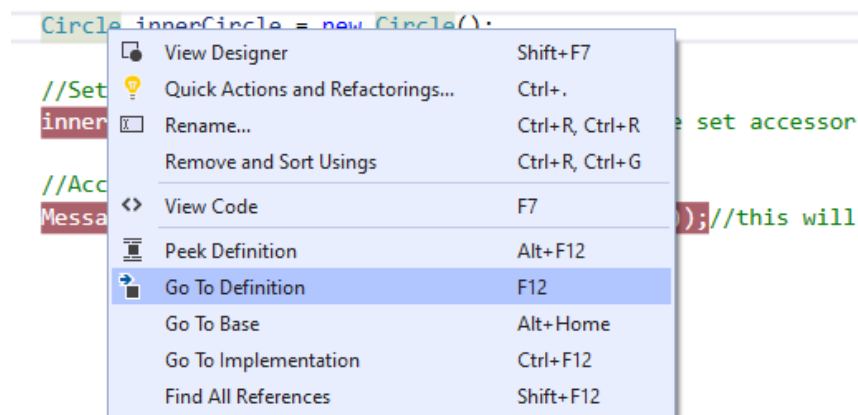 Circle innerCircle = new Circle();
View Designer Shift+F7
//Set
Quick Actions and Refactorings... Ctrl+.
inner
Rename... Ctrl+R, Ctrl+R
set accessor
Remove and Sort Usings Ctrl+R, Ctrl+G
//Acc
View Code F7
Messa
));//this will
Peek Definition Alt+F12
Go To Definition F12
Go To Base Alt+Home
Go To Implementation Ctrl+F12
Find All References Shift+F12